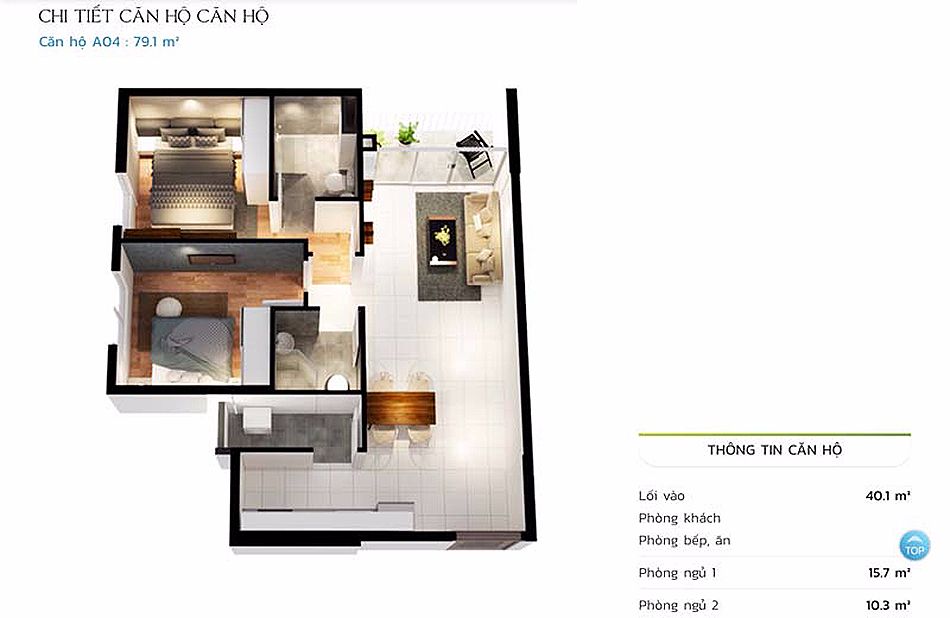 CHI TIẾT CĂN HỘ CĂN HỘ
Căn hộ A04 : 79.1 m²
THÔNG TIN CĂN HỘ
Lối vào 40.1 m²
Phòng khách
Phòng bếp, ăn
TOP
Phòng ngủ 1 15.7 m²
Phòng ngủ 2 10.3 m²